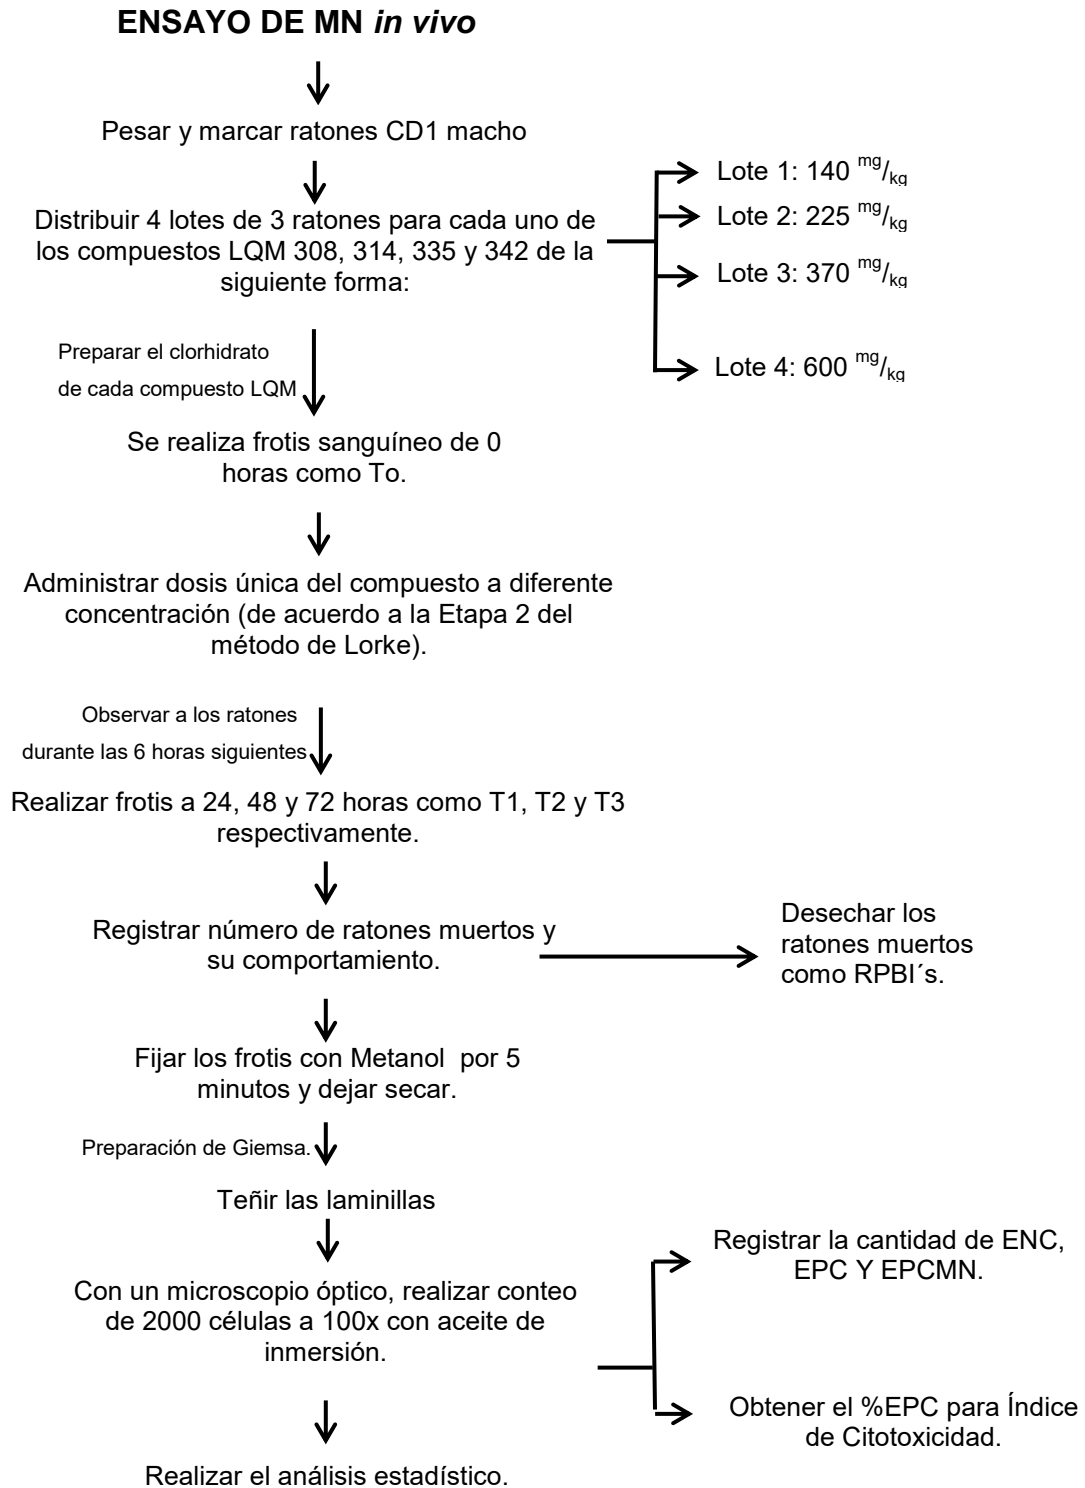 ENSAYO DE MN in vivo
Pesar y marcar ratones CD1 macho
Distribuir 4 lotes de 3 ratones para cada uno de
los compuestos LQM 308, 314, 335 y 342 de la
siguiente forma:
Lote 1: 140 mg/kg
Lote 2: 225 mg/kg
Lote 3: 370 mg/kg
Lote 4: 600 mg/kg
Preparar el clorhidrato
de cada compuesto LQM
Se realiza frotis sanguíneo de 0
horas como To.
Administrar dosis única del compuesto a diferente
concentración (de acuerdo a la Etapa 2 del
método de Lorke).
Observar a los ratones
durante las 6 horas siguientes
Realizar frotis a 24, 48 y 72 horas como T1, T2 y T3
respectivamente.
Registrar número de ratones muertos y
su comportamiento.
Desechar los
ratones muertos
como RPBI´s.
Fijar los frotis con Metanol  por 5
minutos y dejar secar.
Preparación de Giemsa.
Teñir las laminillas
Con un microscopio óptico, realizar conteo
de 2000 células a 100x con aceite de
inmersión.
Registrar la cantidad de ENC,
EPC Y EPCMN.
Obtener el %EPC para Índice
de Citotoxicidad.
Realizar el análisis estadístico.